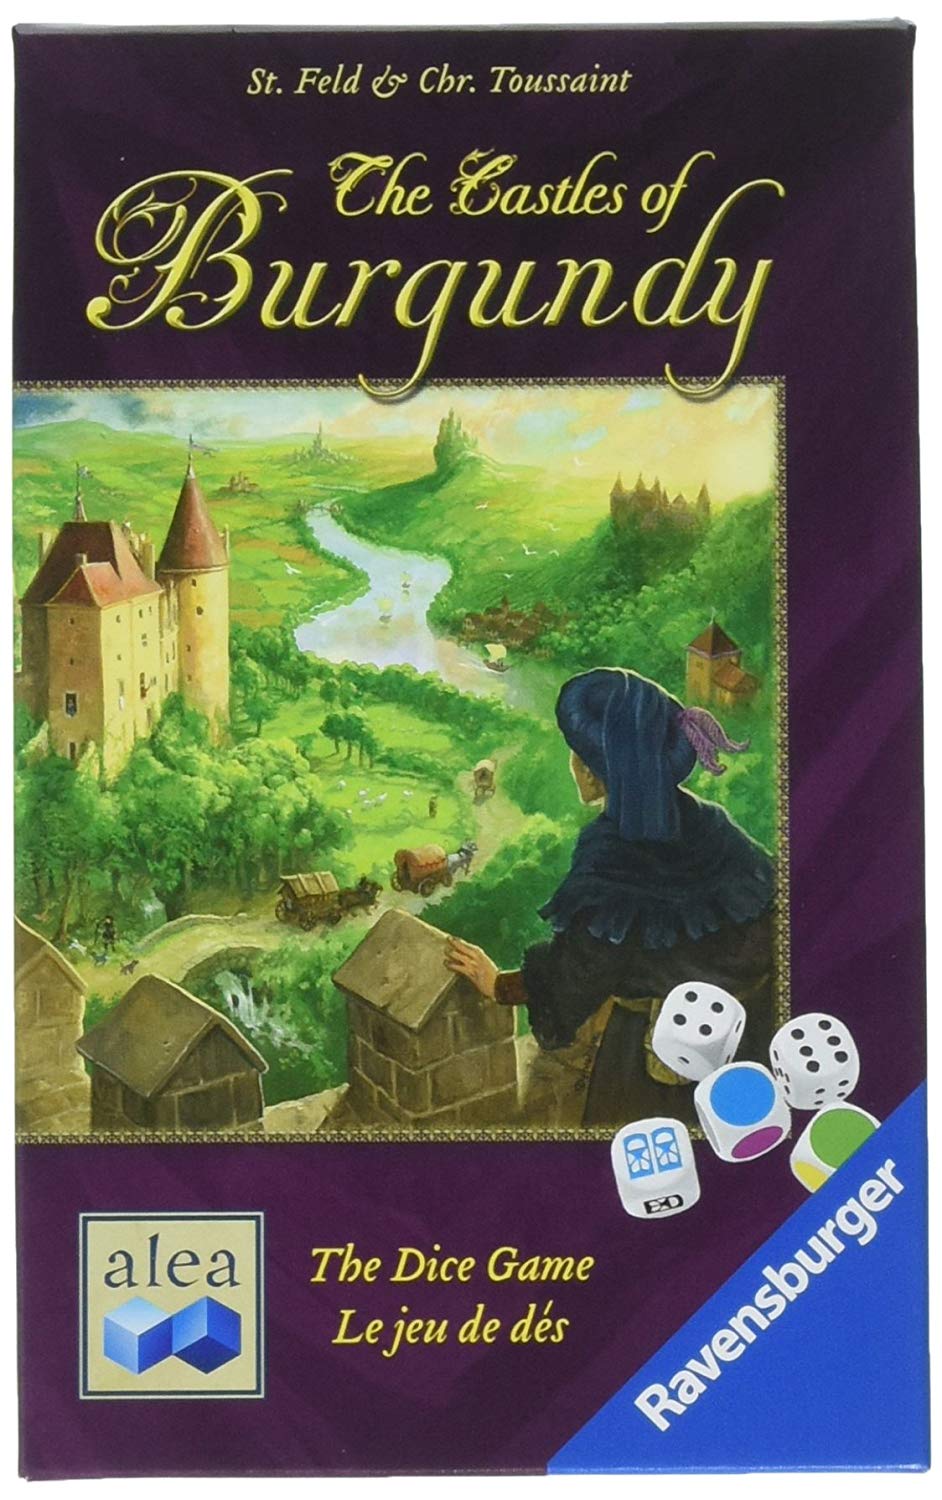 St. Feld & Chr. Toussaint
The Castles of
Burgundy
alea
The Dice Game
Le jeu de dés
Ravensburger